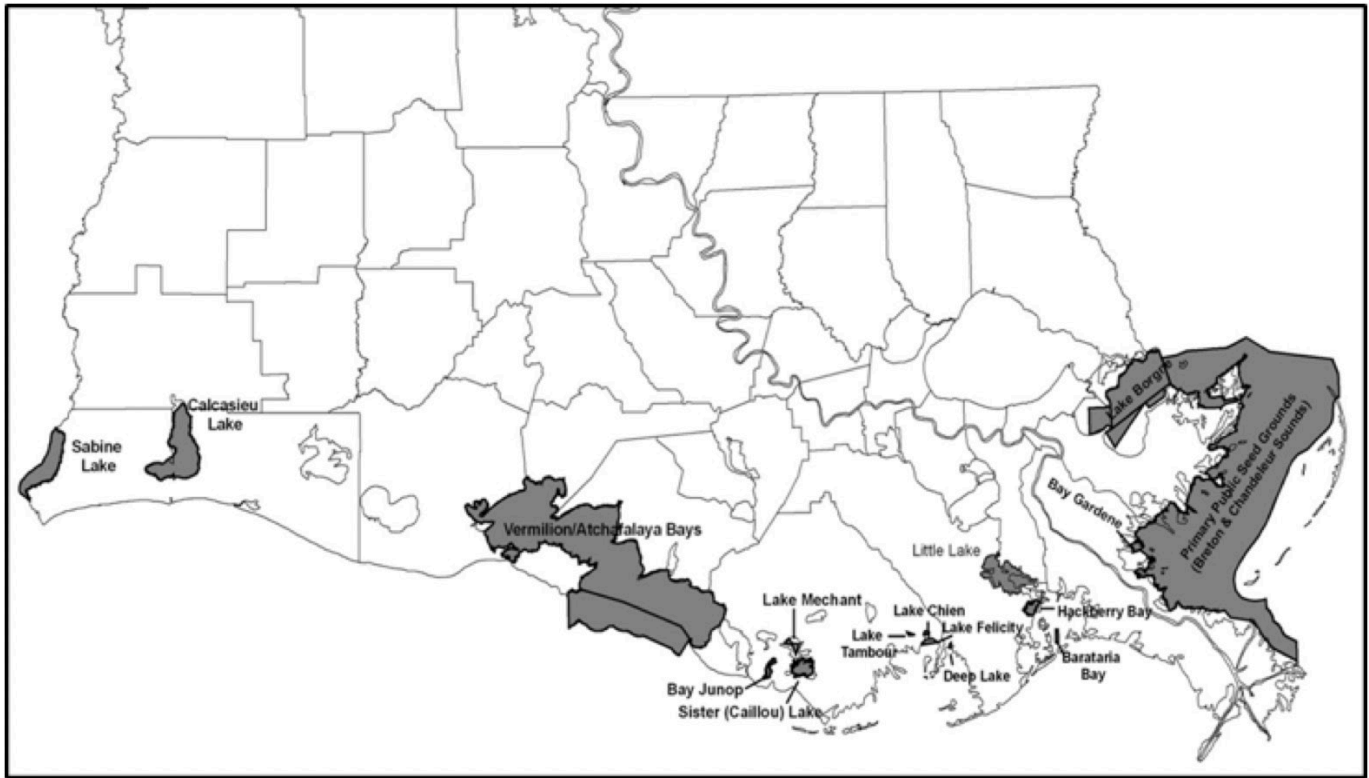 Calcasieu
Lake
Sabine
Lake
Lake Borgne
Primary Public Seed Grounds
(Breton & Chandeleur Sounds)
Bay Gardene
Vermilion/Atchafalaya Bays
Little Lake
Lake Mechant
Lake Chien
Hackberry Bay
Lake Felicity
Lake
Tambour
Barataria
Bay
Deep Lake
Bay Junop
Sister (Caillou) Lake